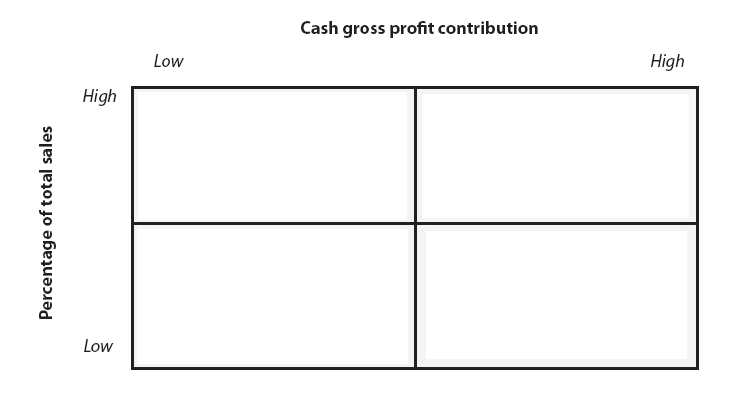 Cash gross profit contribution
Low
High
High
Percentage of total sales
Low